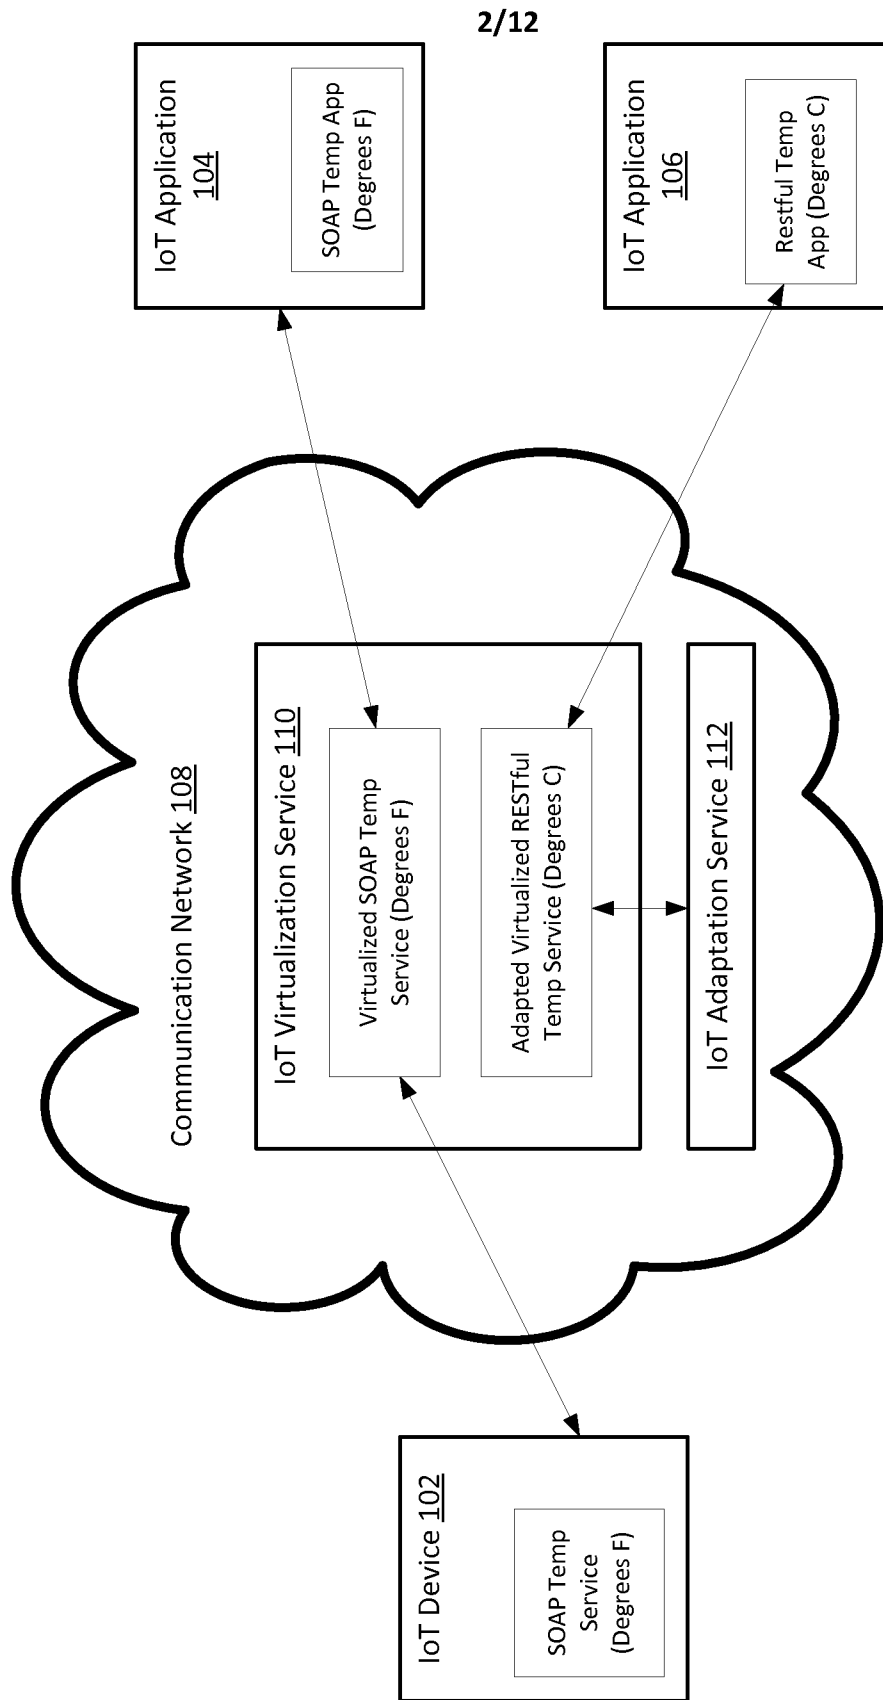 2/12
IoT Device 102
SOAP Temp
Service
(Degrees F)
Communication Network 108
IoT Virtualization Service 110
Virtualized SOAP Temp
Service (Degrees F)
Adapted Virtualized RESTful
Temp Service (Degrees C)
IoT Adaptation Service 112
IoT Application
104
SOAP Temp App
(Degrees F)
IoT Application
106
Restful Temp
App (Degrees C)